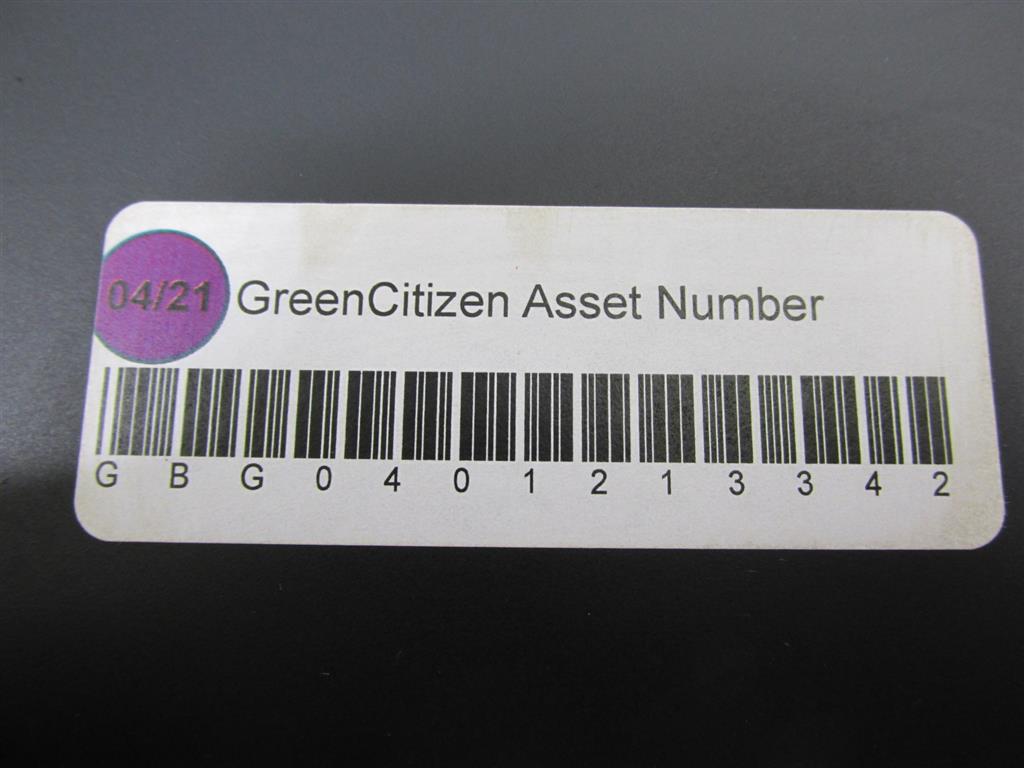 04/21 GreenCitizen Asset Number
G B G 0 4 0 1 2 1 3 3 4 2